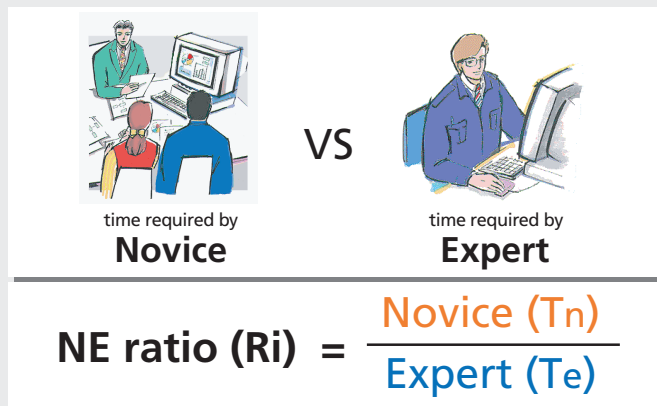 VS
time required by
Novice
time required by
Expert
NE ratio (Ri) =
Novice (Tn)
Expert (Te)